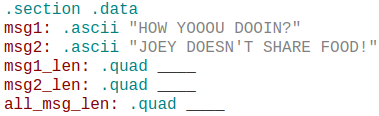 .section .data
msg1: .ascii "HOW YOOOU DOOIN?"
msg2: .ascii "JOEY DOESN'T SHARE FOOD!"
msg1_len: .quad ____
msg2_len: .quad ____
all_msg_len: .quad ____